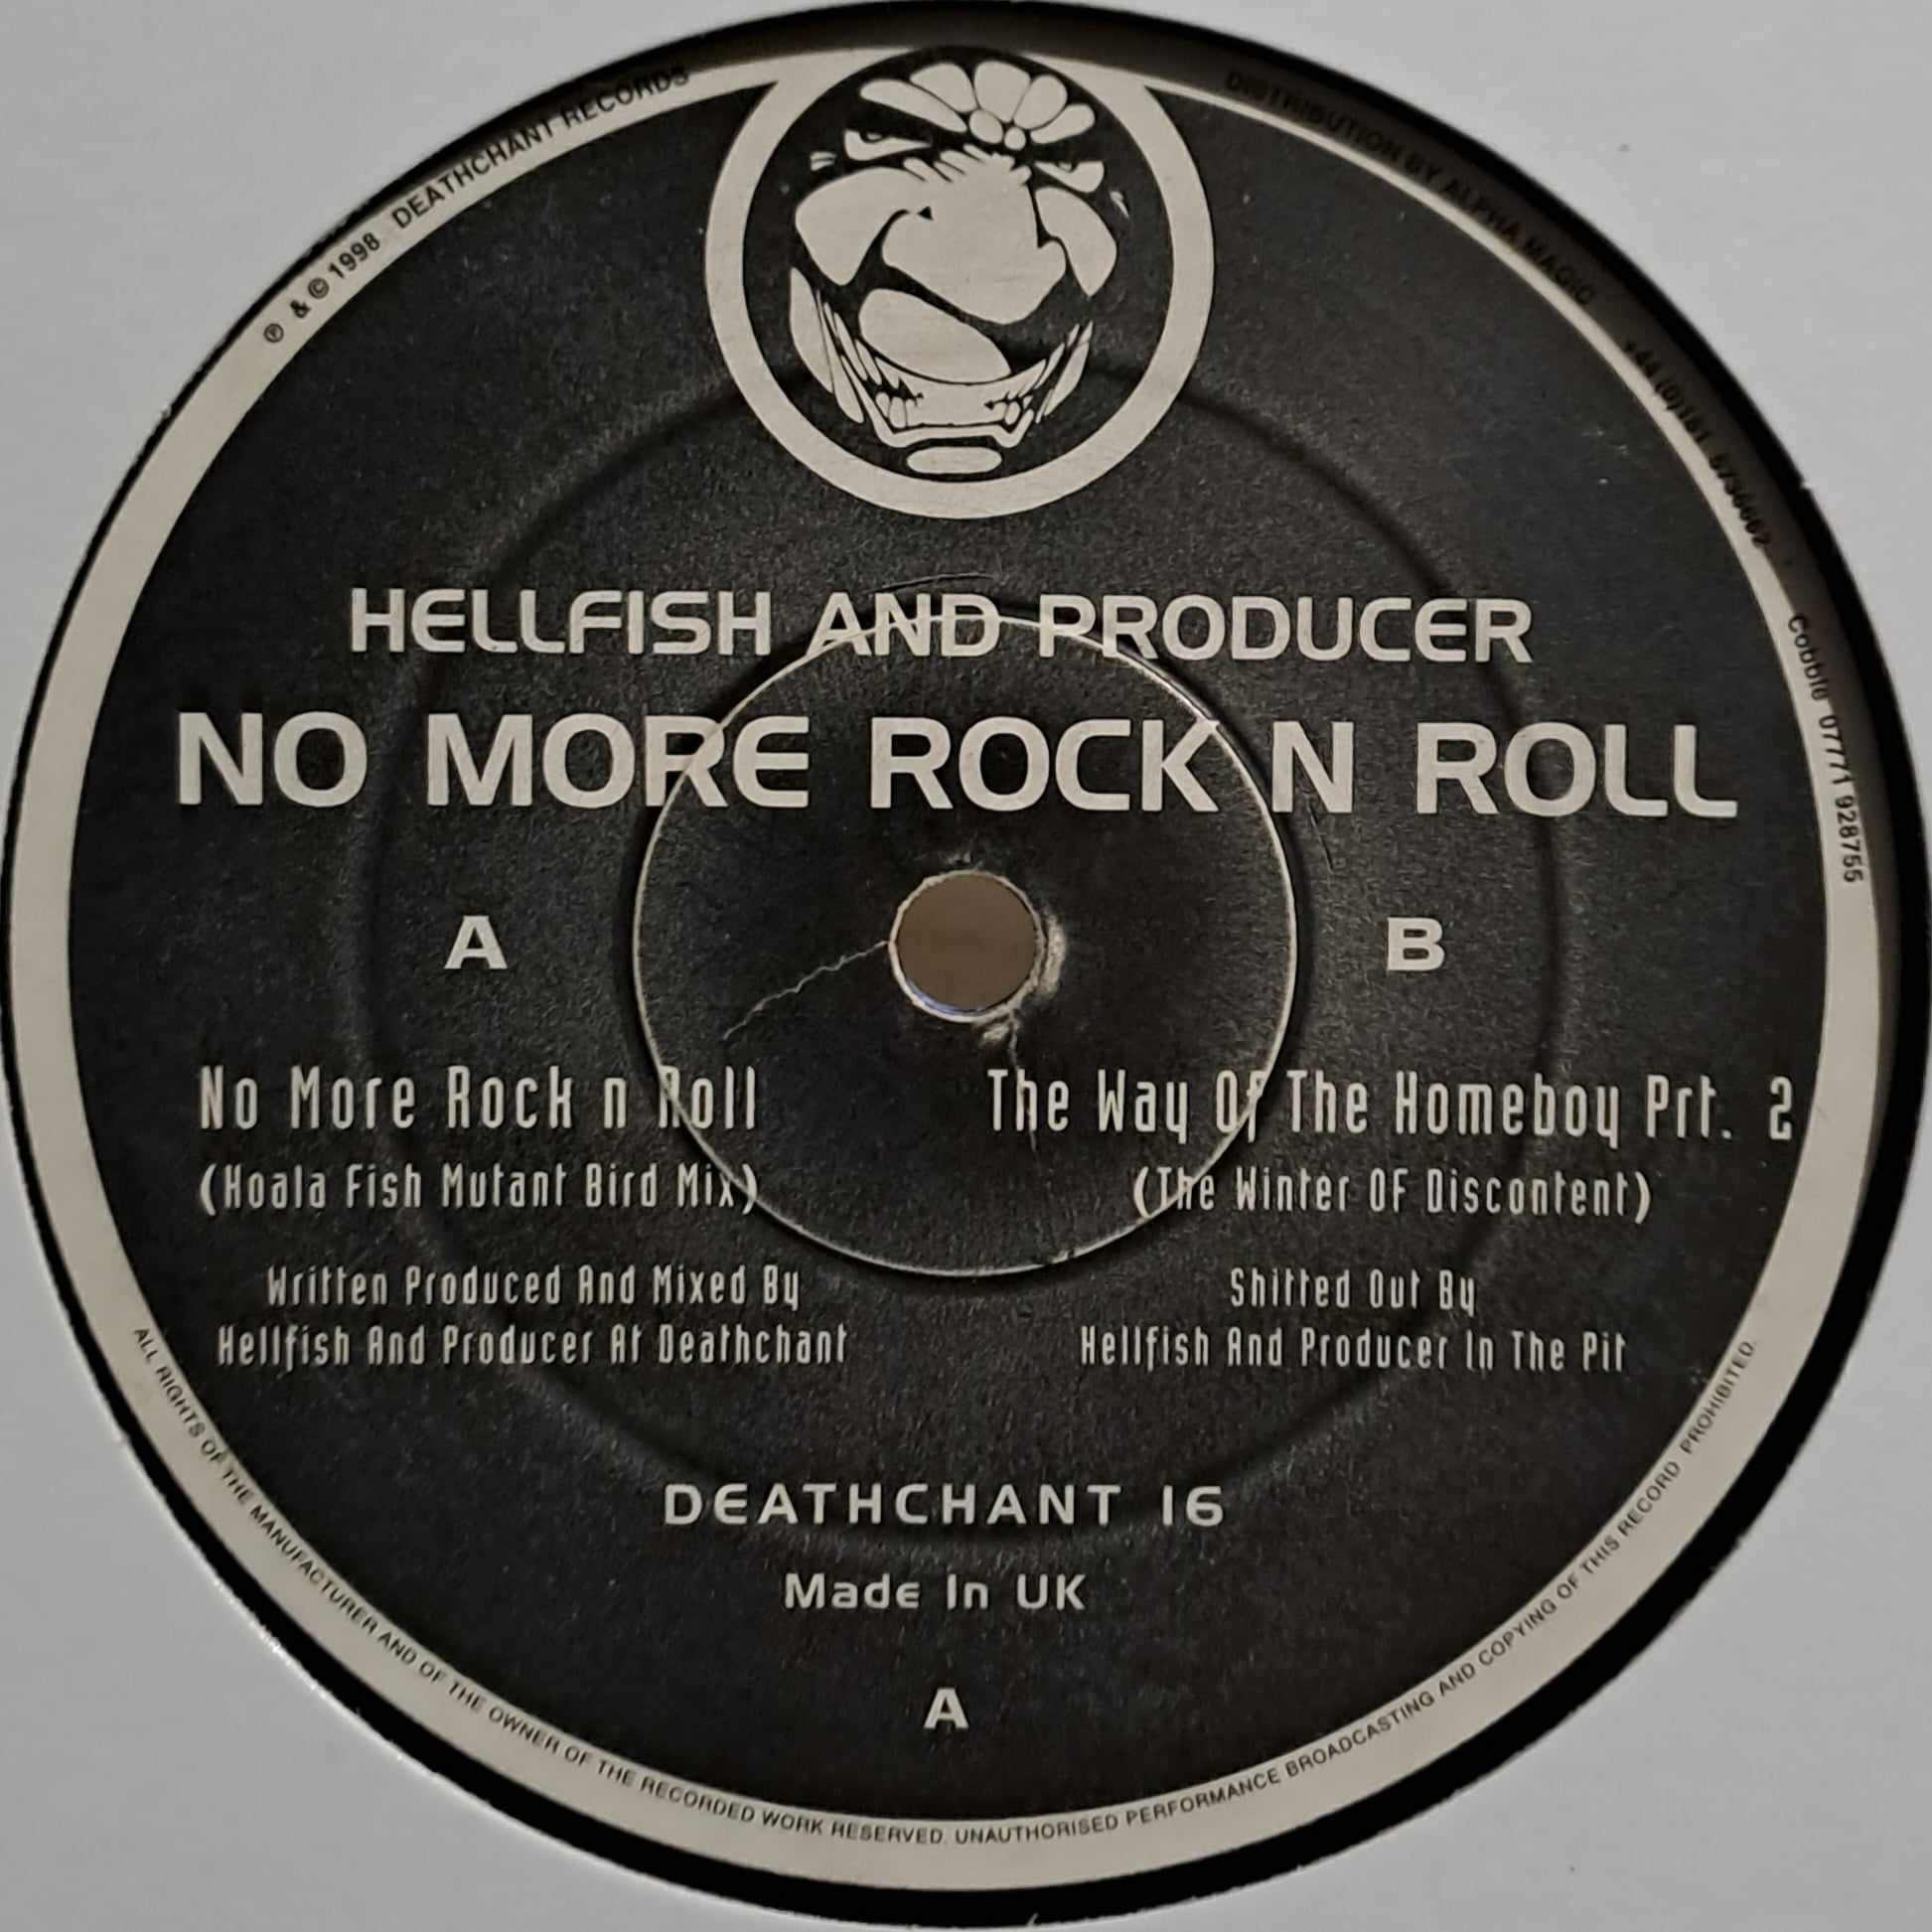 ℗ & © 1998 DEATHCHANT RECORDS
DISTRIBUTION BY ALPHA MAGIC
+44 (0)181
Cobble 07771 928755
HELLFISH AND PRODUCER
NO MORE ROCK N ROLL
A
B
No More Rock n Roll
(Koala Fish Mutant Bird Mix)
Written Produced And Mixed By
Hellfish And Producer At Deathchant
The Way Of The Homeboy Prt. 2
(The Winter OF Discontent)
Shitted Out By
Hellfish And Producer In The Pit
DEATHCHANT 16
Made In UK
A
ALL RIGHTS OF THE MANUFACTURER AND OF THE OWNER OF THE RECORDED WORK RESERVED. UNAUTHORISED PERFORMANCE BROADCASTING AND COPYING OF THIS RECORD PROHIBITED.